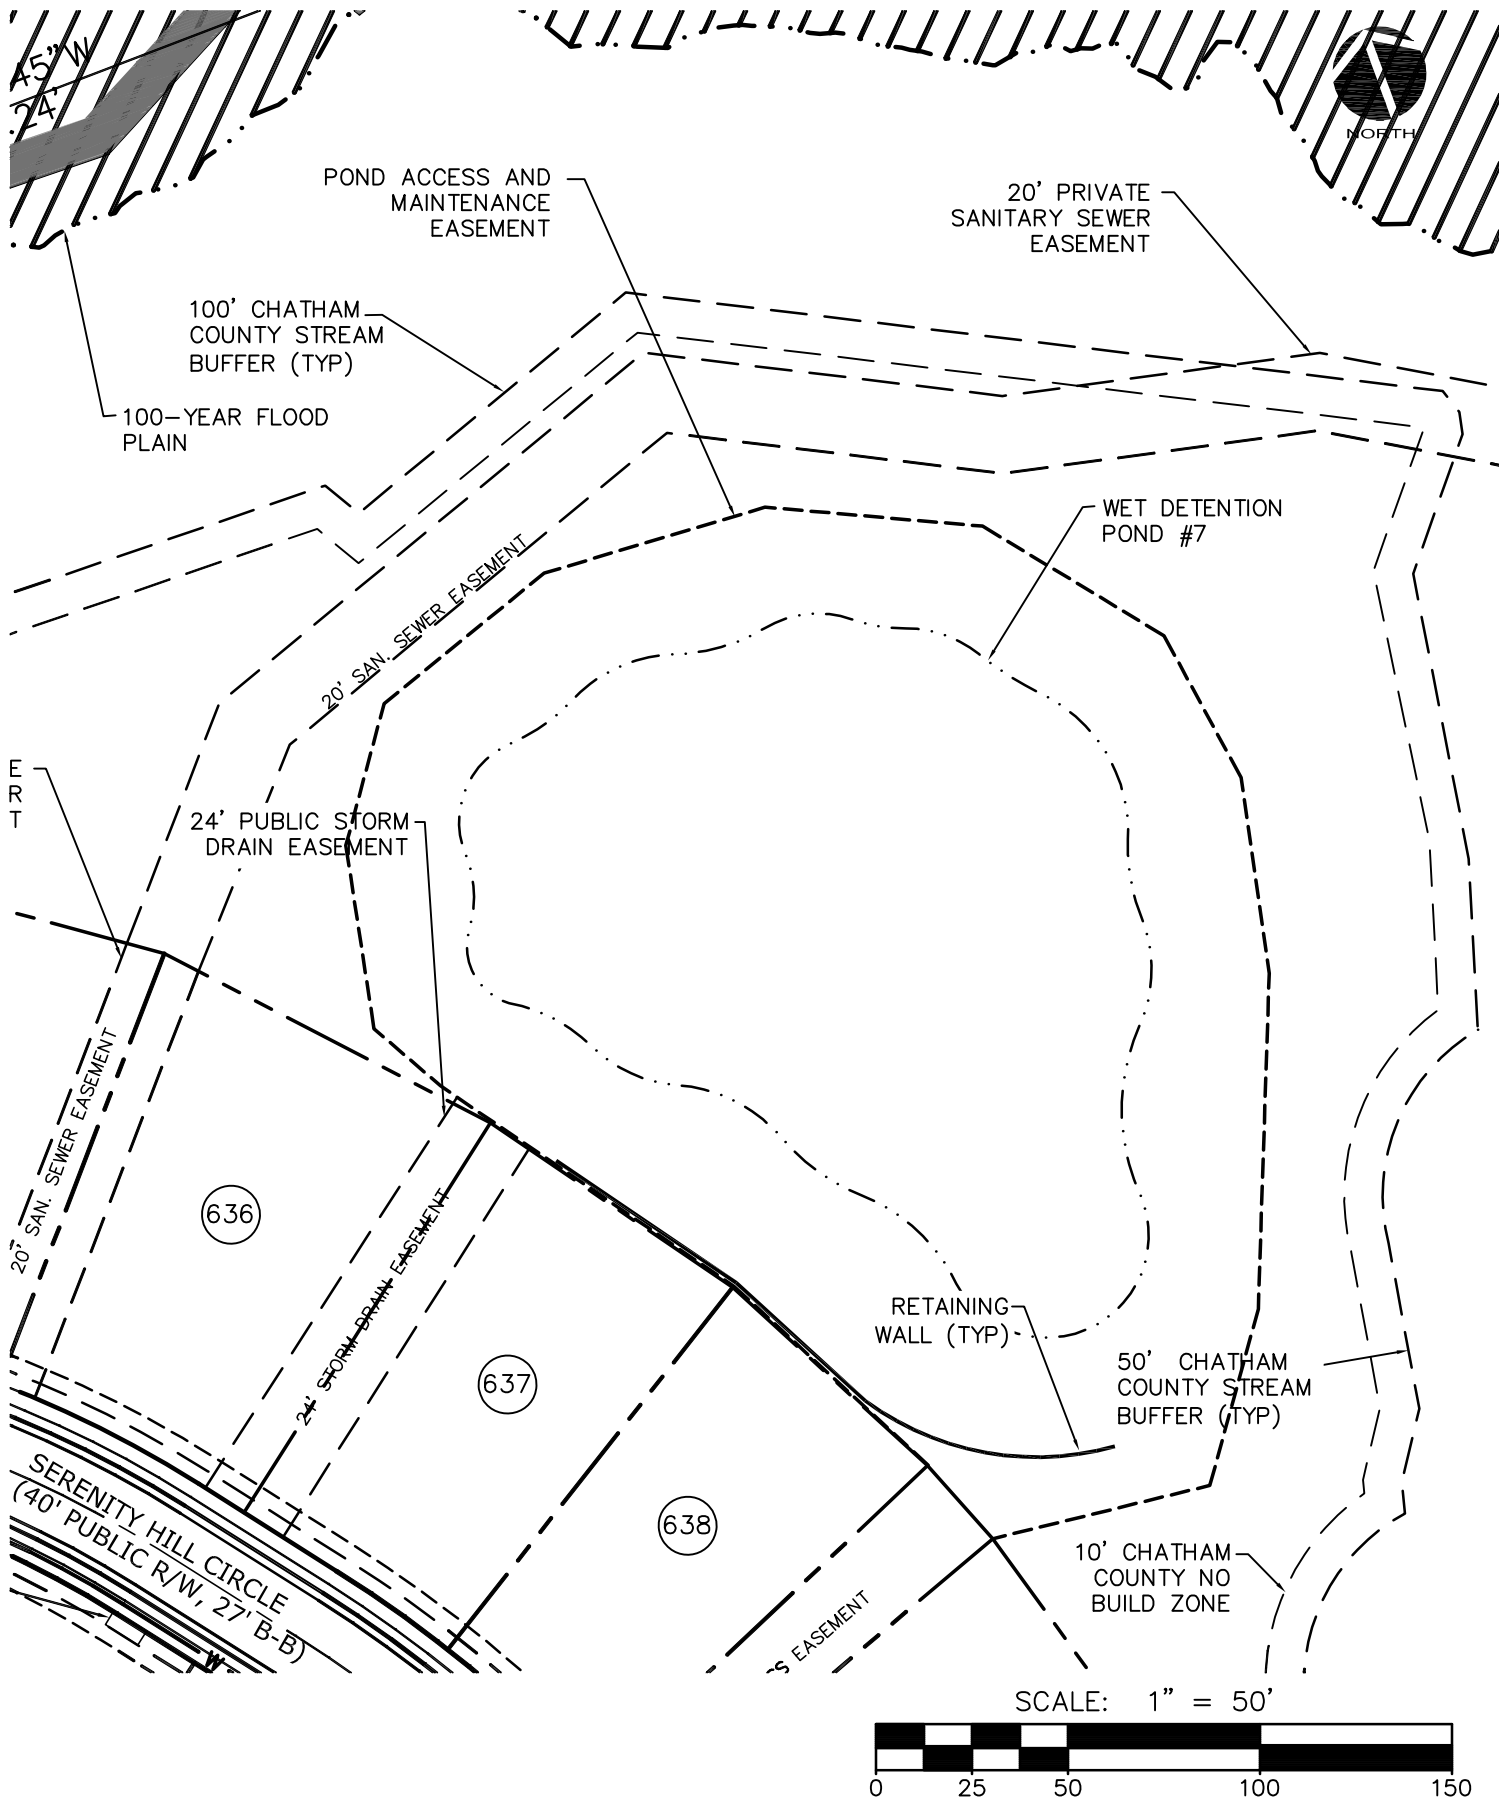 45"W
24'
NORTH
POND ACCESS AND
MAINTENANCE
EASEMENT
20' PRIVATE
SANITARY SEWER
EASEMENT
100' CHATHAM
COUNTY STREAM
BUFFER (TYP)
100-YEAR FLOOD
PLAIN
WET DETENTION
POND #7
20' SAN. SEWER EASEMENT
E
R
T
24' PUBLIC STORM
DRAIN EASEMENT
20' SAN. SEWER EASEMENT
636
24' STORM DRAIN EASEMENT
637
RETAINING
WALL (TYP)
50' CHATHAM
COUNTY STREAM
BUFFER (TYP)
638
SERENITY HILL CIRCLE
(40' PUBLIC R/W, 27' B-B)
10' CHATHAM
COUNTY NO
BUILD ZONE
EASEMENT
W
SCALE: 1" = 50'
0 25 50 100 150